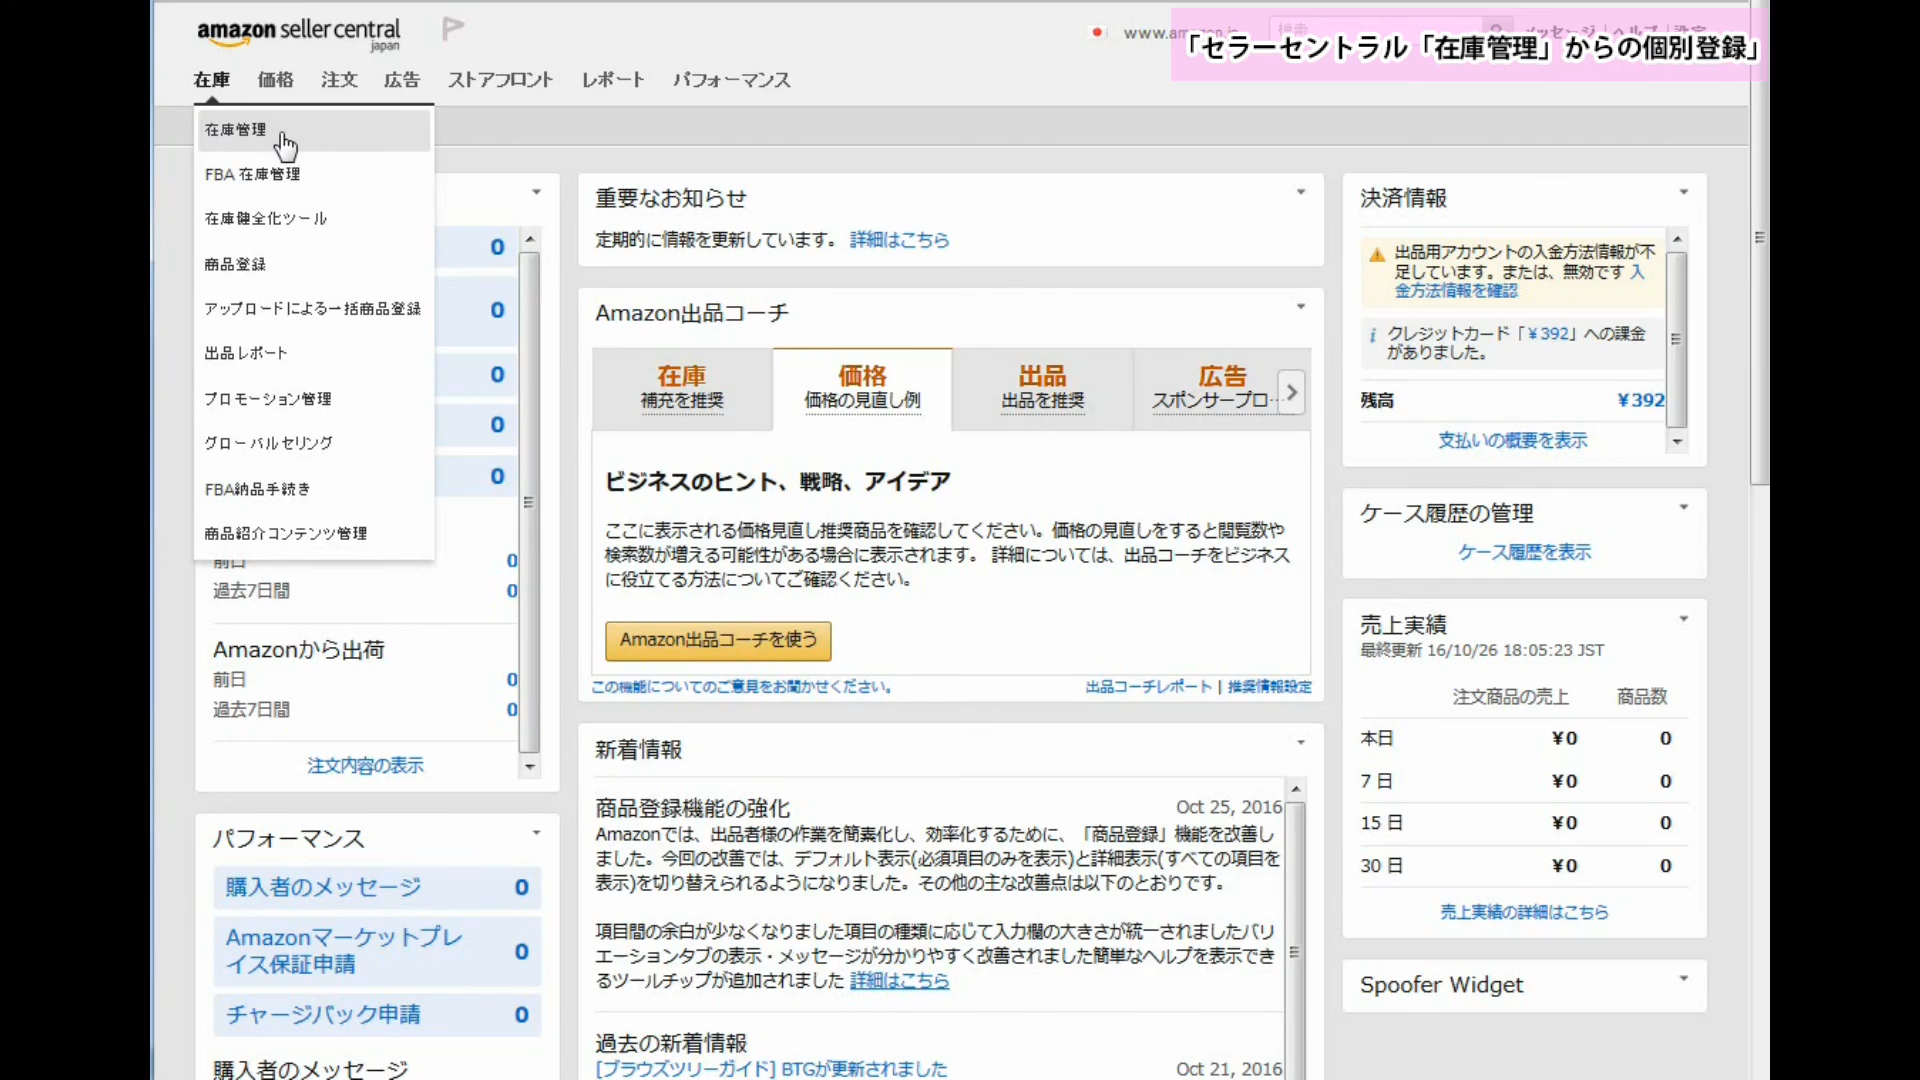 amazon seller central
japan
「セラーセントラル「在庫管理」からの個別登録」
在庫 価格 注文 広告 ストアフロント レポート パフォーマンス
在庫管理
FBA 在庫管理
在庫健全化ツール
商品登録
アップロードによる一括商品登録
出品レポート
プロモーション管理
グローバルセリング
FBA納品手続き
商品紹介コンテンツ管理
0
0
0
0
0
前日 0
過去7日間 0
Amazonから出荷
前日 0
過去7日間 0
注文内容の表示
パフォーマンス
購入者のメッセージ 0
Amazonマーケットプレ
イス保証申請 0
チャージバック申請 0
購入者のメッセージ
重要なお知らせ
定期的に情報を更新しています。 詳細はこちら
Amazon出品コーチ
在庫
補充を推奨
価格
価格の見直し例
出品
出品を推奨
広告
スポンサープロ…
ビジネスのヒント、戦略、アイデア
ここに表示される価格見直し推奨商品を確認してください。価格の見直しをすると閲覧数や
検索数が増える可能性がある場合に表示されます。 詳細については、出品コーチをビジネス
に役立てる方法についてご確認ください。
Amazon出品コーチを使う
この機能についてのご意見をお聞かせください。 出品コーチレポート | 推奨情報設定
新着情報
商品登録機能の強化 Oct 25, 2016
Amazonでは、出品者様の作業を簡素化し、効率化するために、「商品登録」機能を改善し
ました。今回の改善では、デフォルト表示(必須項目のみを表示)と詳細表示(すべての項目を
表示)を切り替えられるようになりました。その他の主な改善点は以下のとおりです。
項目間の余白が少なくなりました項目の種類に応じて入力欄の大きさが統一されましたバリ
エーションタブの表示・メッセージが分かりやすく改善されました簡単なヘルプを表示でき
るツールチップが追加されました 詳細はこちら
過去の新着情報
[ブラウズツリーガイド] BTGが更新されました Oct 21, 2016
決済情報
出品用アカウントの入金方法情報が不
足しています。または、無効です 入
金方法情報を確認
クレジットカード「¥392」への課金
がありました。
残高 ¥392
支払いの概要を表示
ケース履歴の管理
ケース履歴を表示
売上実績
最終更新 16/10/26 18:05:23 JST
注文商品の売上 商品数
本日 ¥0 0
7 日 ¥0 0
15 日 ¥0 0
30 日 ¥0 0
売上実績の詳細はこちら
Spoofer Widget